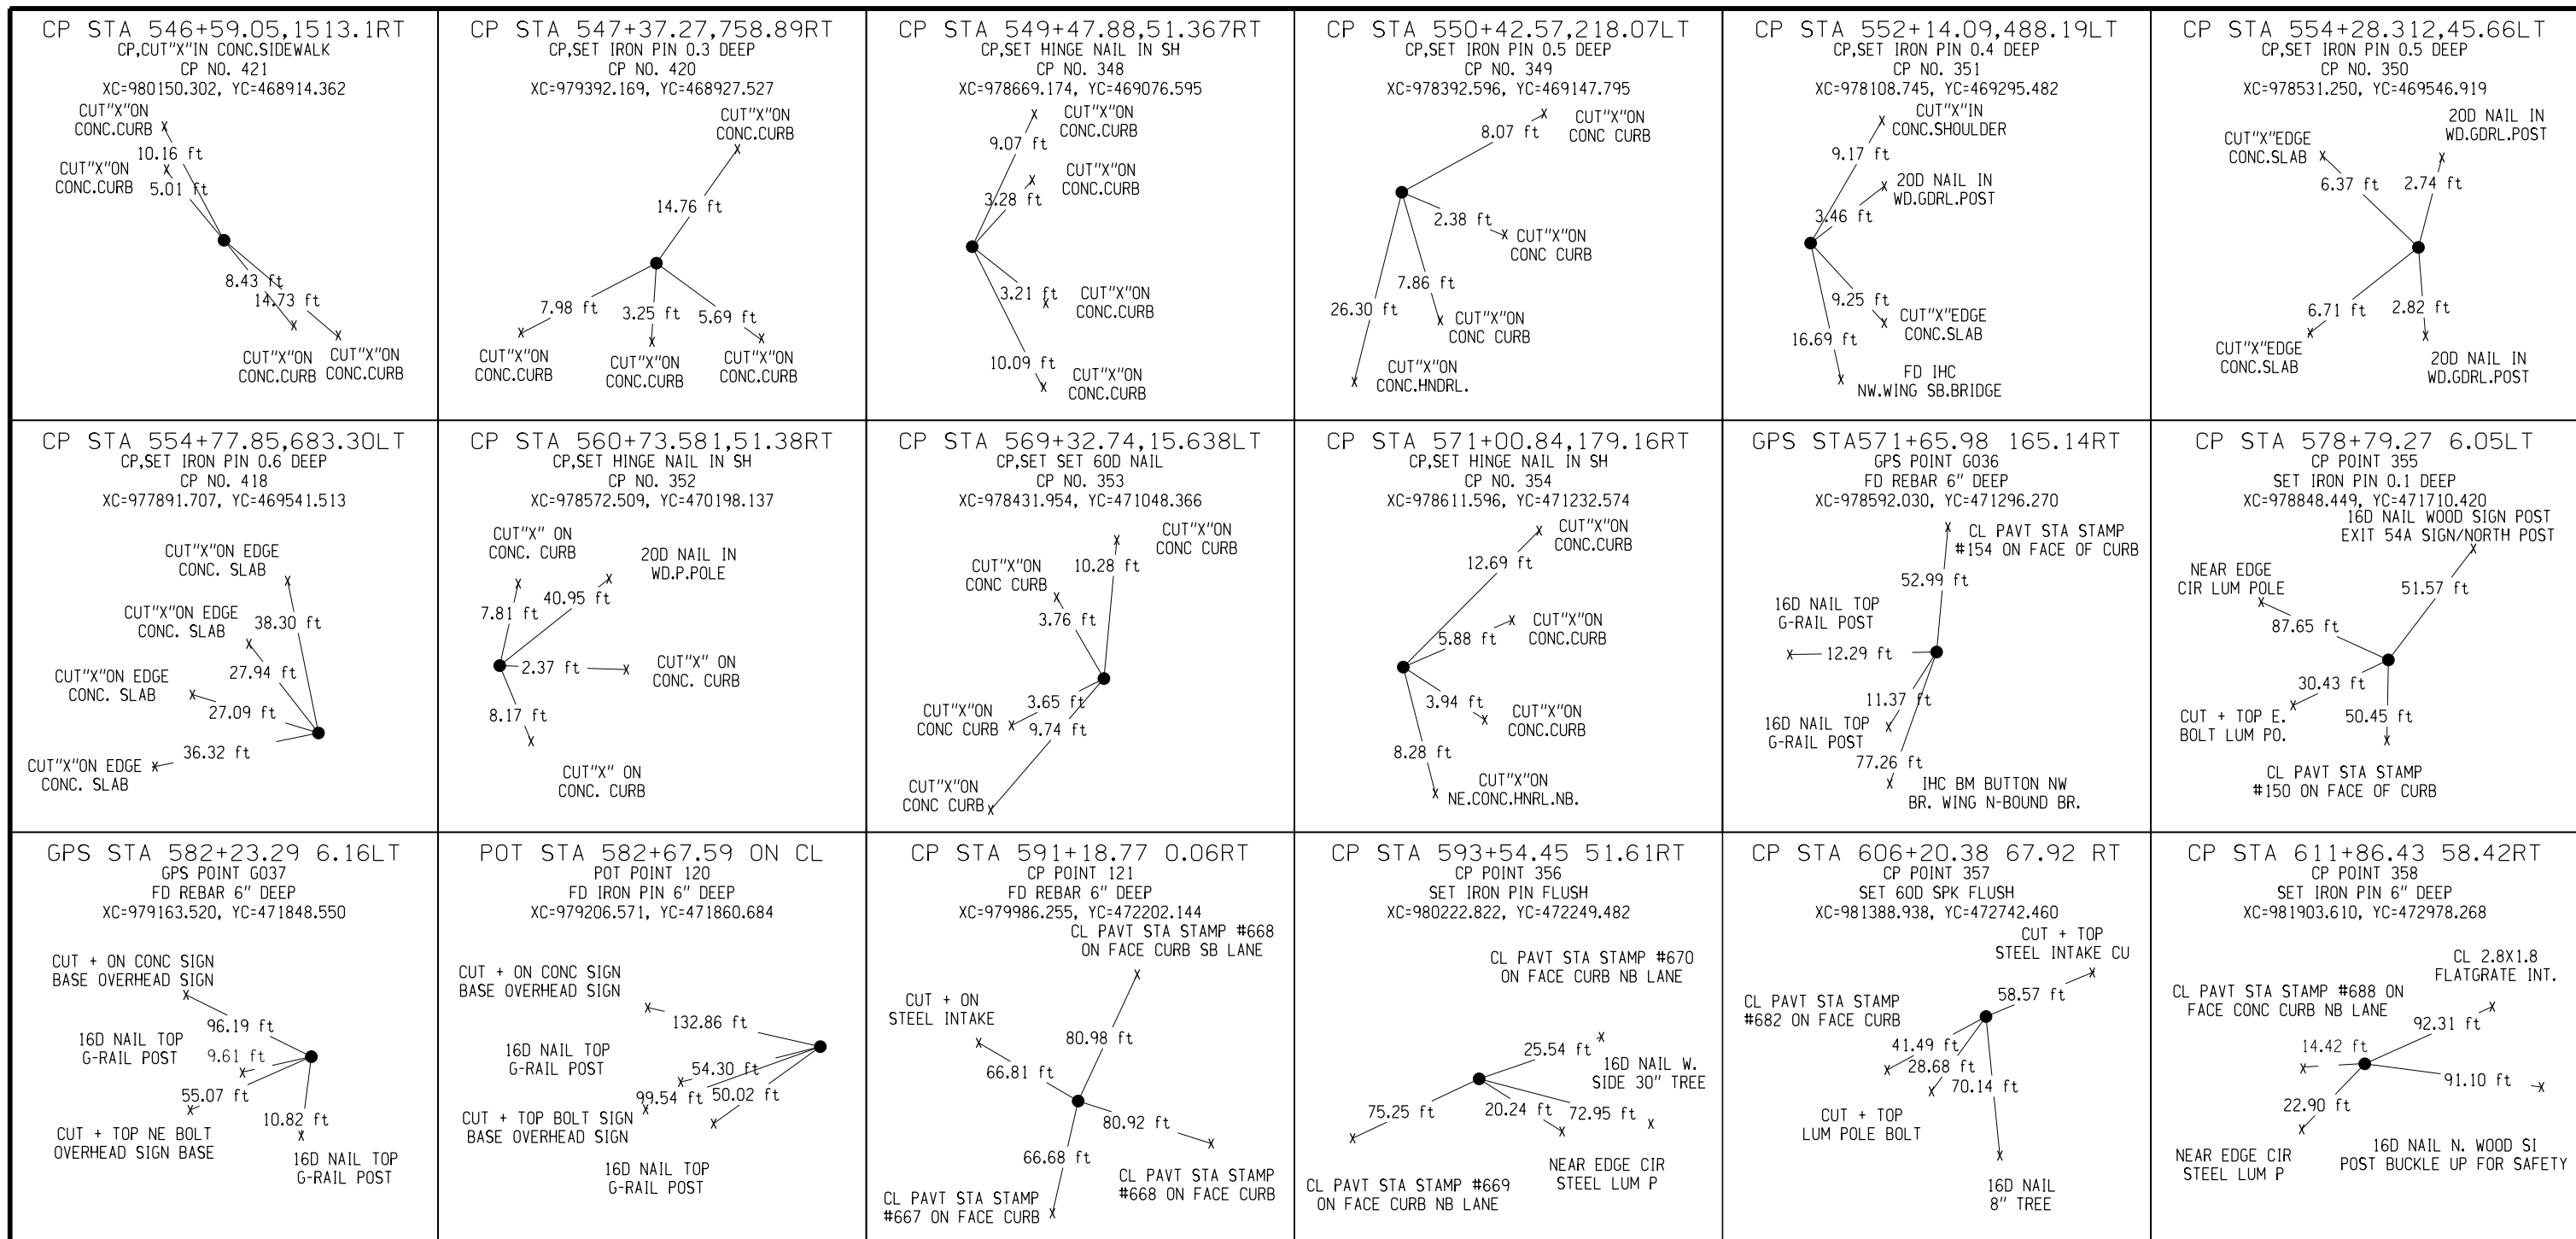 CP STA 546+59.05,1513.1RT
CP,CUT"X"IN CONC.SIDEWALK
CP NO. 421
XC=980150.302, YC=468914.362
CUT"X"ON
CONC.CURB
10.16 ft
CUT"X"ON
CONC.CURB
5.01 ft
8.43 ft
14.73 ft
CUT"X"ON
CONC.CURB
CUT"X"ON
CONC.CURB
CP STA 547+37.27,758.89RT
CP,SET IRON PIN 0.3 DEEP
CP NO. 420
XC=979392.169, YC=468927.527
CUT"X"ON
CONC.CURB
14.76 ft
7.98 ft
3.25 ft
5.69 ft
CUT"X"ON
CONC.CURB
CUT"X"ON
CONC.CURB
CUT"X"ON
CONC.CURB
CP STA 549+47.88,51.367RT
CP,SET HINGE NAIL IN SH
CP NO. 348
XC=978669.174, YC=469076.595
CUT"X"ON
CONC.CURB
9.07 ft
CUT"X"ON
CONC.CURB
3.28 ft
3.21 ft
CUT"X"ON
CONC.CURB
10.09 ft
CUT"X"ON
CONC.CURB
CP STA 550+42.57,218.07LT
CP,SET IRON PIN 0.5 DEEP
CP NO. 349
XC=978392.596, YC=469147.795
CUT"X"ON
CONC CURB
8.07 ft
2.38 ft
CUT"X"ON
CONC CURB
7.86 ft
26.30 ft
CUT"X"ON
CONC CURB
CUT"X"ON
CONC.HNDRL.
CP STA 552+14.09,488.19LT
CP,SET IRON PIN 0.4 DEEP
CP NO. 351
XC=978108.745, YC=469295.482
CUT"X"IN
CONC.SHOULDER
9.17 ft
20D NAIL IN
WD.GDRL.POST
3.46 ft
9.25 ft
CUT"X"EDGE
CONC.SLAB
16.69 ft
FD IHC
NW.WING SB.BRIDGE
CP STA 554+28.312,45.66LT
CP,SET IRON PIN 0.5 DEEP
CP NO. 350
XC=978531.250, YC=469546.919
20D NAIL IN
WD.GDRL.POST
CUT"X"EDGE
CONC.SLAB
6.37 ft
2.74 ft
6.71 ft
2.82 ft
CUT"X"EDGE
CONC.SLAB
20D NAIL IN
WD.GDRL.POST
CP STA 554+77.85,683.30LT
CP,SET IRON PIN 0.6 DEEP
CP NO. 418
XC=977891.707, YC=469541.513
CUT"X"ON EDGE
CONC. SLAB
CUT"X"ON EDGE
CONC. SLAB
38.30 ft
27.94 ft
CUT"X"ON EDGE
CONC. SLAB
27.09 ft
36.32 ft
CUT"X"ON EDGE
CONC. SLAB
CP STA 560+73.581,51.38RT
CP,SET HINGE NAIL IN SH
CP NO. 352
XC=978572.509, YC=470198.137
CUT"X" ON
CONC. CURB
20D NAIL IN
WD.P.POLE
40.95 ft
7.81 ft
2.37 ft
CUT"X" ON
CONC. CURB
8.17 ft
CUT"X" ON
CONC. CURB
CP STA 569+32.74,15.638LT
CP,SET SET 60D NAIL
CP NO. 353
XC=978431.954, YC=471048.366
CUT"X"ON
CONC CURB
CUT"X"ON
CONC CURB
10.28 ft
3.76 ft
3.65 ft
CUT"X"ON
CONC CURB
9.74 ft
CUT"X"ON
CONC CURB
CP STA 571+00.84,179.16RT
CP,SET HINGE NAIL IN SH
CP NO. 354
XC=978611.596, YC=471232.574
CUT"X"ON
CONC.CURB
12.69 ft
CUT"X"ON
CONC.CURB
5.88 ft
3.94 ft
CUT"X"ON
CONC.CURB
8.28 ft
CUT"X"ON
NE.CONC.HNRL.NB.
GPS STA571+65.98 165.14RT
GPS POINT G036
FD REBAR 6" DEEP
XC=978592.030, YC=471296.270
CL PAVT STA STAMP
#154 ON FACE OF CURB
52.99 ft
16D NAIL TOP
G-RAIL POST
12.29 ft
11.37 ft
16D NAIL TOP
G-RAIL POST
77.26 ft
IHC BM BUTTON NW
BR. WING N-BOUND BR.
CP STA 578+79.27 6.05LT
CP POINT 355
SET IRON PIN 0.1 DEEP
XC=978848.449, YC=471710.420
16D NAIL WOOD SIGN POST
EXIT 54A SIGN/NORTH POST
NEAR EDGE
CIR LUM POLE
51.57 ft
87.65 ft
30.43 ft
CUT + TOP E.
BOLT LUM PO.
50.45 ft
CL PAVT STA STAMP
#150 ON FACE OF CURB
GPS STA 582+23.29 6.16LT
GPS POINT G037
FD REBAR 6" DEEP
XC=979163.520, YC=471848.550
CUT + ON CONC SIGN
BASE OVERHEAD SIGN
96.19 ft
16D NAIL TOP
G-RAIL POST
9.61 ft
55.07 ft
10.82 ft
CUT + TOP NE BOLT
OVERHEAD SIGN BASE
16D NAIL TOP
G-RAIL POST
POT STA 582+67.59 ON CL
POT POINT 120
FD IRON PIN 6" DEEP
XC=979206.571, YC=471860.684
CUT + ON CONC SIGN
BASE OVERHEAD SIGN
132.86 ft
16D NAIL TOP
G-RAIL POST
54.30 ft
99.54 ft
50.02 ft
CUT + TOP BOLT SIGN
BASE OVERHEAD SIGN
16D NAIL TOP
G-RAIL POST
CP STA 591+18.77 0.06RT
CP POINT 121
FD REBAR 6" DEEP
XC=979986.255, YC=472202.144
CL PAVT STA STAMP #668
ON FACE CURB SB LANE
CUT + ON
STEEL INTAKE
80.98 ft
66.81 ft
80.92 ft
66.68 ft
CL PAVT STA STAMP
#668 ON FACE CURB
CL PAVT STA STAMP
#667 ON FACE CURB
CP STA 593+54.45 51.61RT
CP POINT 356
SET IRON PIN FLUSH
XC=980222.822, YC=472249.482
CL PAVT STA STAMP #670
ON FACE CURB NB LANE
25.54 ft
16D NAIL W.
SIDE 30" TREE
75.25 ft
20.24 ft
72.95 ft
NEAR EDGE CIR
STEEL LUM P
CL PAVT STA STAMP #669
ON FACE CURB NB LANE
CP STA 606+20.38 67.92 RT
CP POINT 357
SET 60D SPK FLUSH
XC=981388.938, YC=472742.460
CUT + TOP
STEEL INTAKE CU
58.57 ft
CL PAVT STA STAMP
#682 ON FACE CURB
41.49 ft
28.68 ft
70.14 ft
CUT + TOP
LUM POLE BOLT
16D NAIL
8" TREE
CP STA 611+86.43 58.42RT
CP POINT 358
SET IRON PIN 6" DEEP
XC=981903.610, YC=472978.268
CL 2.8X1.8
FLATGRATE INT.
CL PAVT STA STAMP #688 ON
FACE CONC CURB NB LANE
92.31 ft
14.42 ft
91.10 ft
22.90 ft
NEAR EDGE CIR
STEEL LUM P
16D NAIL N. WOOD SI
POST BUCKLE UP FOR SAFETY